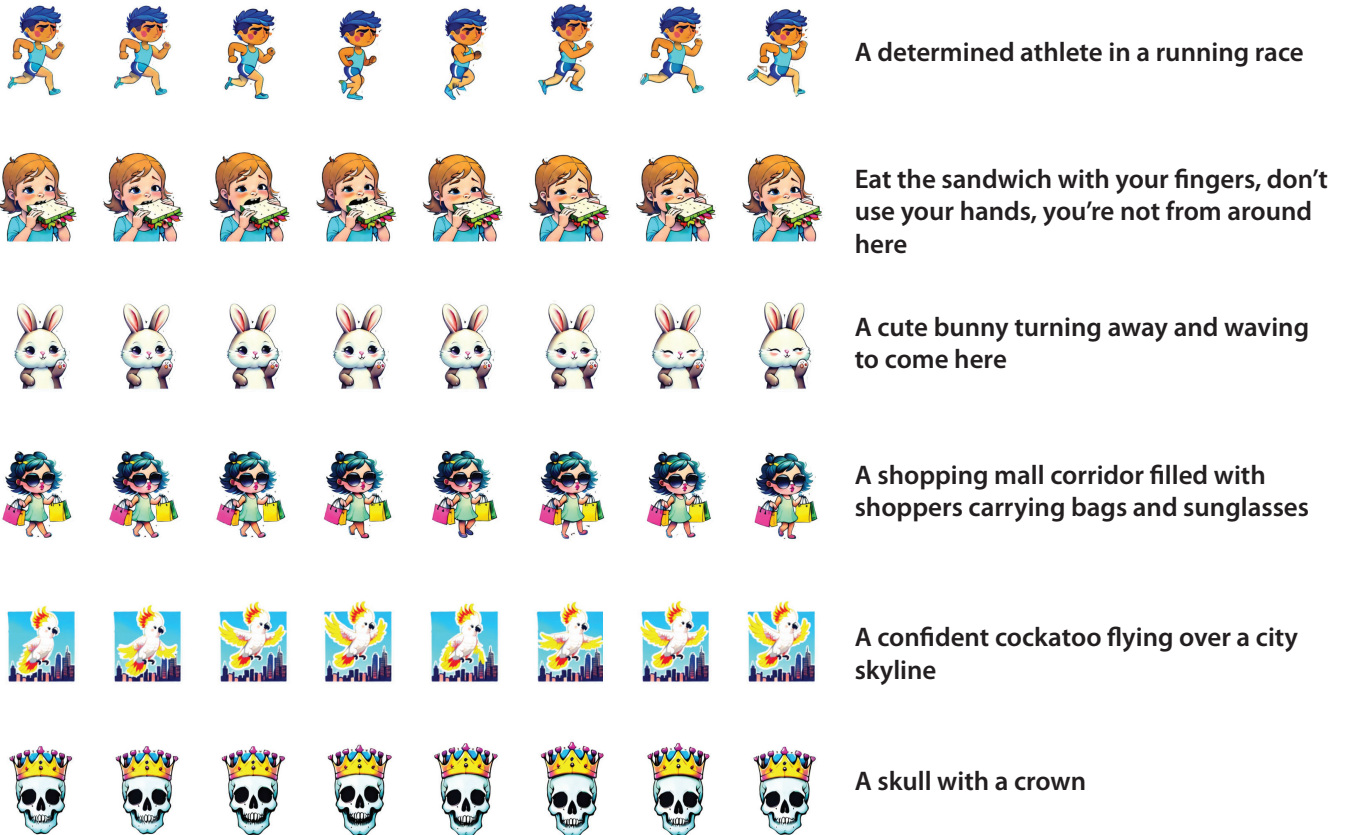 A determined athlete in a running race
Eat the sandwich with your fingers, don’t
use your hands, you’re not from around
here
A cute bunny turning away and waving
to come here
A shopping mall corridor filled with
shoppers carrying bags and sunglasses
A confident cockatoo flying over a city
skyline
A skull with a crown